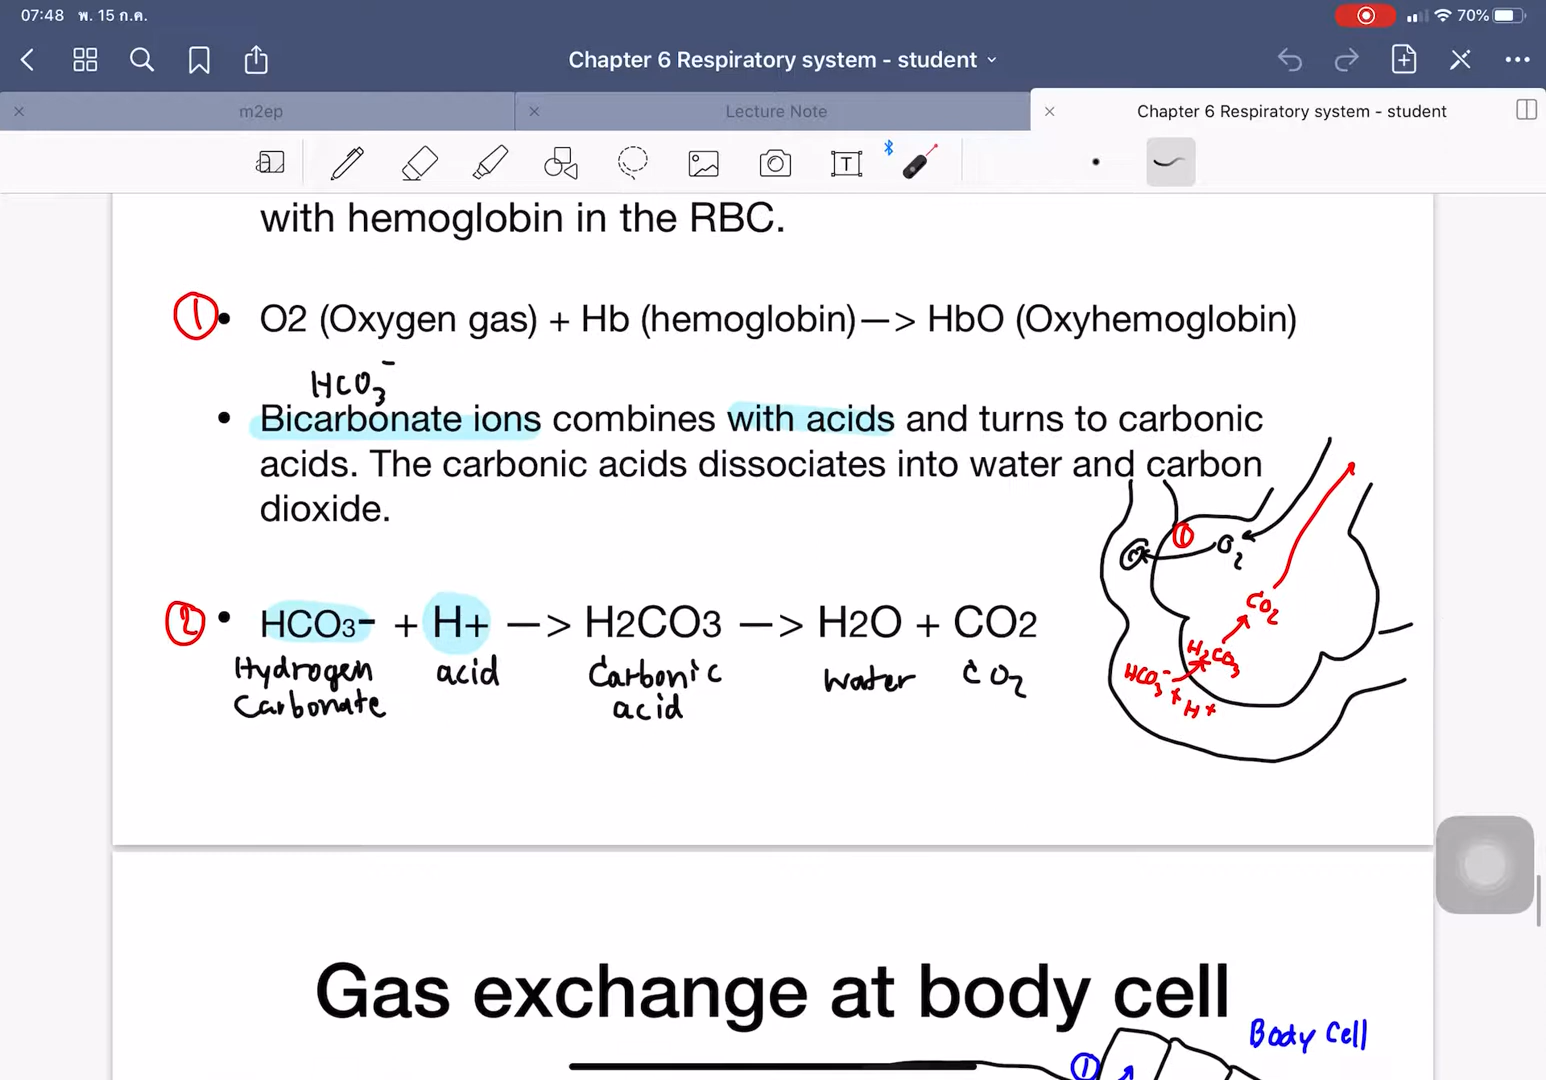 07:48 พ. 15 ก.ค.
70%
Chapter 6 Respiratory system - student
m2ep
Lecture Note
Chapter 6 Respiratory system - student
T
with hemoglobin in the RBC.
① • O2 (Oxygen gas) + Hb (hemoglobin)—> HbO (Oxyhemoglobin)
HCO₃⁻
• Bicarbonate ions combines with acids and turns to carbonic
acids. The carbonic acids dissociates into water and carbon
dioxide.
① O₂
② • HCO₃− + H+ —> H2CO3 —> H2O + CO2
Hydrogen Carbonate
acid
Carbonic acid
water
CO₂
CO₂
H₂CO₃
HCO₃⁻
+ H+
Gas exchange at body cell
Body Cell
①